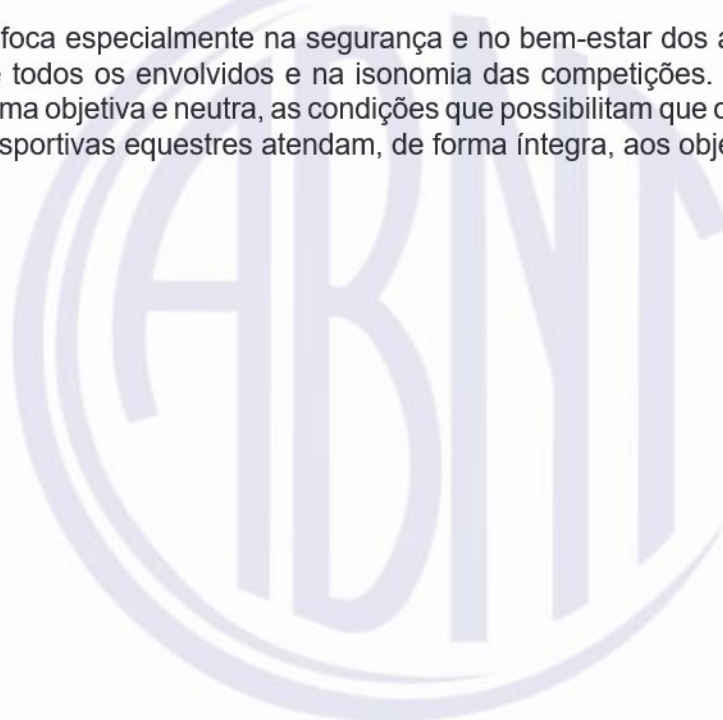 foca especialmente na segurança e no bem-estar dos a
e todos os envolvidos e na isonomia das competições.
ma objetiva e neutra, as condições que possibilitam que o
sportivas equestres atendam, de forma íntegra, aos obje
ABNT